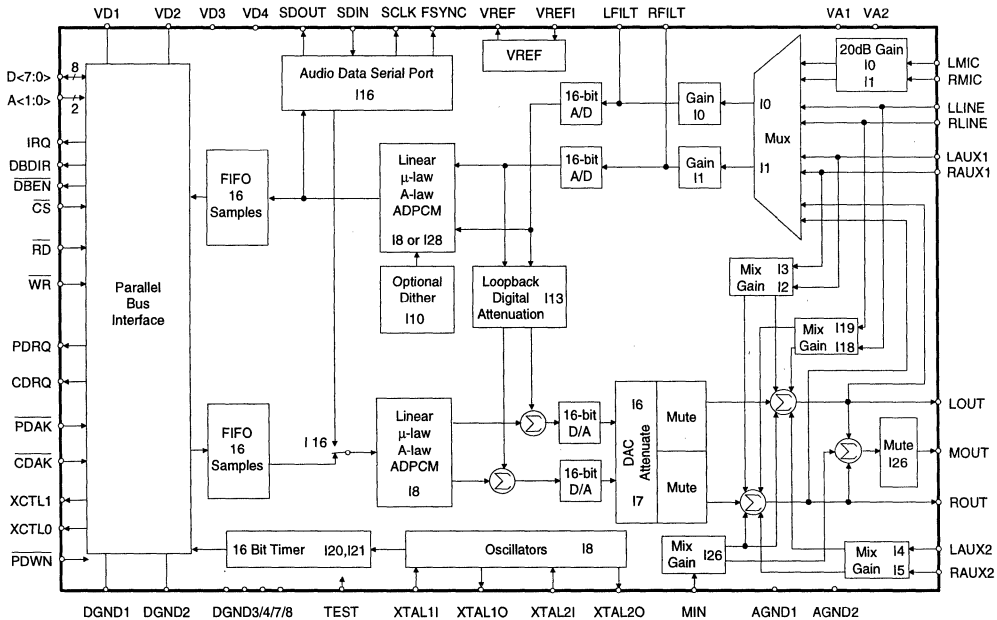 VD1 VD2 VD3 VD4 SDOUT SDIN SCLK FSYNC VREF VREFI LFILT RFILT VA1 VA2
D<7:0>
8
A<1:0>
2
IRQ
DBDIR
DBEN
CS
RD
WR
PDRQ
CDRQ
PDAK
CDAK
XCTL1
XCTL0
PDWN
Parallel
Bus
Interface
Audio Data Serial Port
I16
VREF
FIFO
16
Samples
Linear
μ-law
A-law
ADPCM
I8 or I28
Optional
Dither
I10
16-bit
A/D
16-bit
A/D
Gain
I0
Gain
I1
I0
Mux
I1
20dB Gain
I0
I1
Loopback
Digital I13
Attenuation
Mix I3
Gain I2
Mix I19
Gain I18
FIFO
16
Samples
I 16
Linear
μ-law
A-law
ADPCM
I8
Σ
Σ
16-bit
D/A
16-bit
D/A
I6
DAC
Attenuate
I7
Mute
Mute
Σ
Σ
Σ
Mute
I26
16 Bit Timer I20,I21
Oscillators I8
Mix
Gain I26
Mix I4
Gain I5
LMIC
RMIC
LLINE
RLINE
LAUX1
RAUX1
LOUT
MOUT
ROUT
LAUX2
RAUX2
DGND1 DGND2 DGND3/4/7/8 TEST XTAL1I XTAL1O XTAL2I XTAL2O MIN AGND1 AGND2